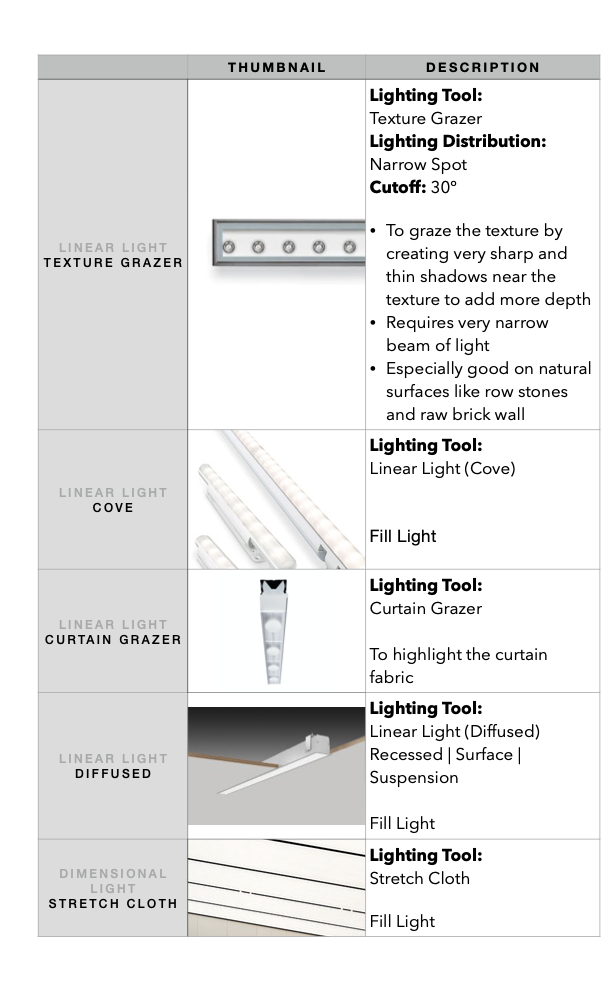 THUMBNAIL DESCRIPTION
LINEAR LIGHT
TEXTURE GRAZER
Lighting Tool:
Texture Grazer
Lighting Distribution:
Narrow Spot
Cutoff: 30°
• To graze the texture by
creating very sharp and
thin shadows near the
texture to add more depth
• Requires very narrow
beam of light
• Especially good on natural
surfaces like row stones
and raw brick wall
LINEAR LIGHT
COVE
Lighting Tool:
Linear Light (Cove)
Fill Light
LINEAR LIGHT
CURTAIN GRAZER
Lighting Tool:
Curtain Grazer
To highlight the curtain
fabric
LINEAR LIGHT
DIFFUSED
Lighting Tool:
Linear Light (Diffused)
Recessed | Surface |
Suspension
Fill Light
DIMENSIONAL
LIGHT
STRETCH CLOTH
Lighting Tool:
Stretch Cloth
Fill Light